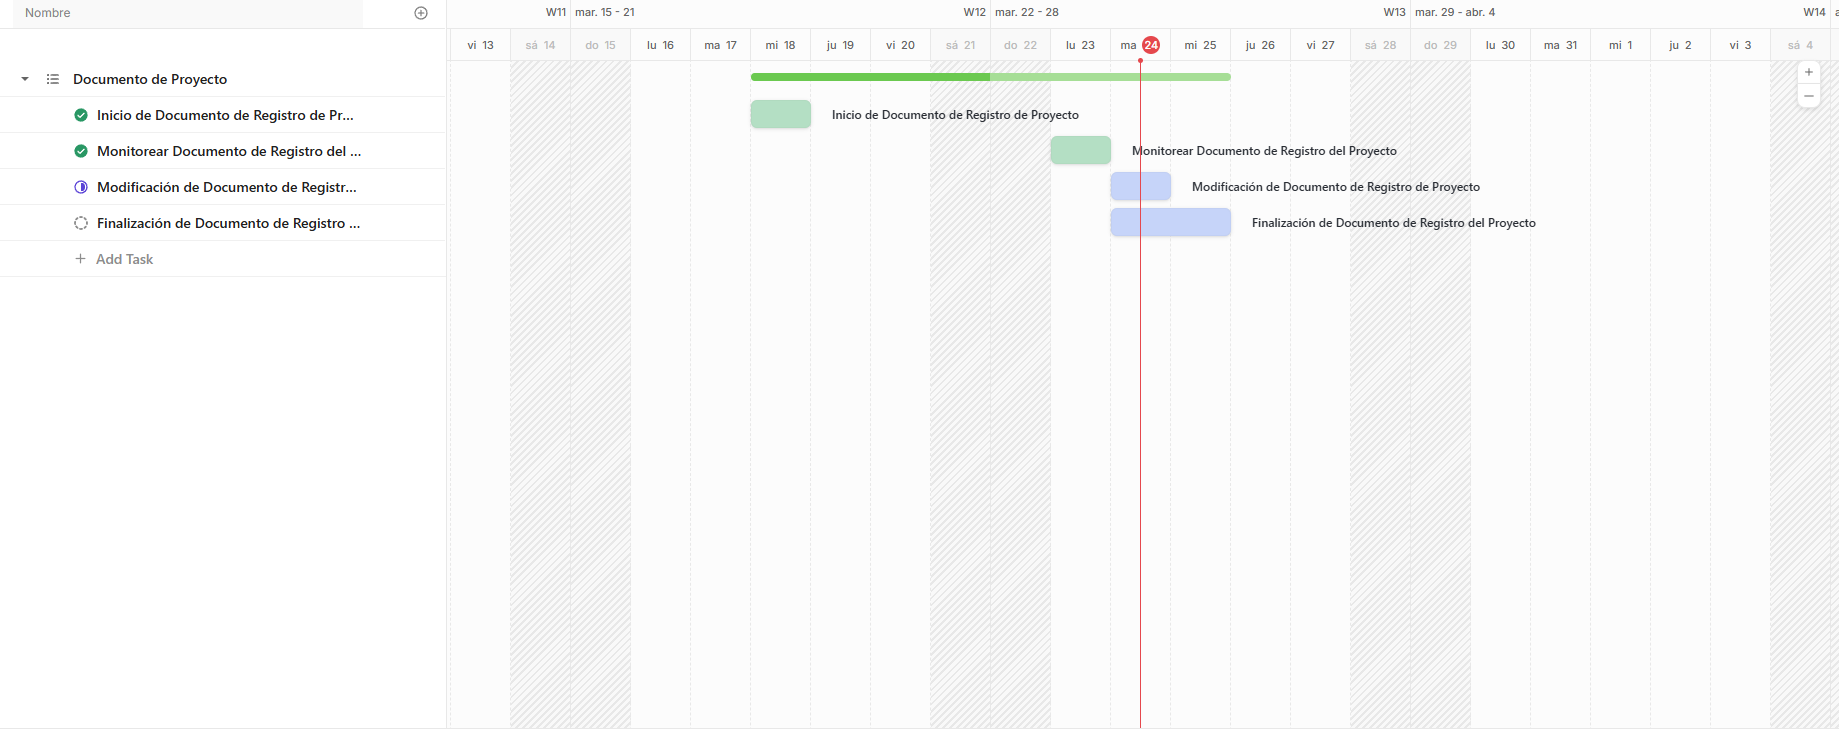 Nombre
W11 mar. 15 - 21 W12 mar. 22 - 28 W13 mar. 29 - abr. 4 W14
vi 13 sá 14 do 15 lu 16 ma 17 mi 18 ju 19 vi 20 sá 21 do 22 lu 23 ma 24 mi 25 ju 26 vi 27 sá 28 do 29 lu 30 ma 31 mi 1 ju 2 vi 3 sá 4
Documento de Proyecto
Inicio de Documento de Registro de Pr... Inicio de Documento de Registro de Proyecto
Monitorear Documento de Registro del ... Monitorear Documento de Registro del Proyecto
Modificación de Documento de Registr... Modificación de Documento de Registro de Proyecto
Finalización de Documento de Registro ... Finalización de Documento de Registro del Proyecto
+ Add Task